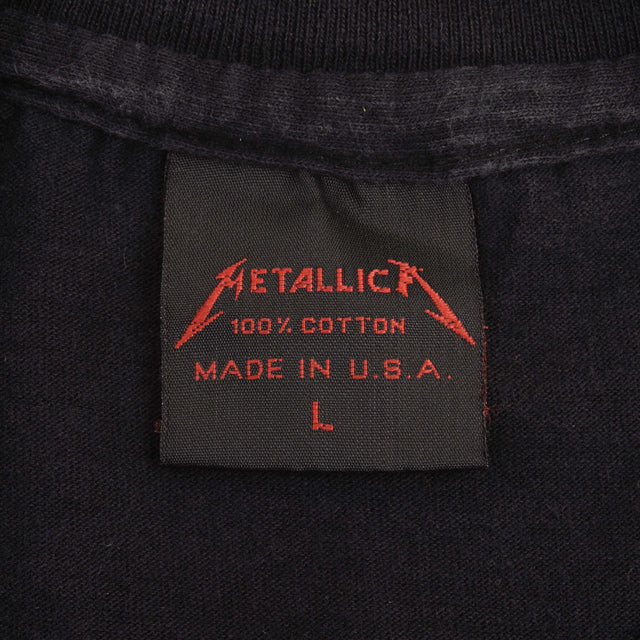 METALLICA
100% COTTON
MADE IN U.S.A.
L